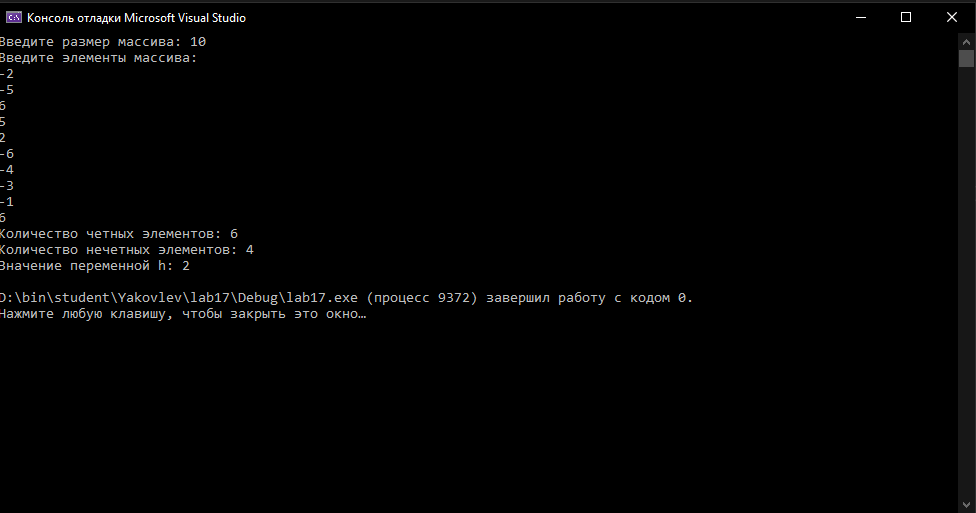 Консоль отладки Microsoft Visual Studio
Введите размер массива: 10
Введите элементы массива:
-2
-5
6
5
2
-6
-4
-3
-1
6
Количество четных элементов: 6
Количество нечетных элементов: 4
Значение переменной h: 2
D:\bin\student\Yakovlev\lab17\Debug\lab17.exe (процесс 9372) завершил работу с кодом 0.
Нажмите любую клавишу, чтобы закрыть это окно…